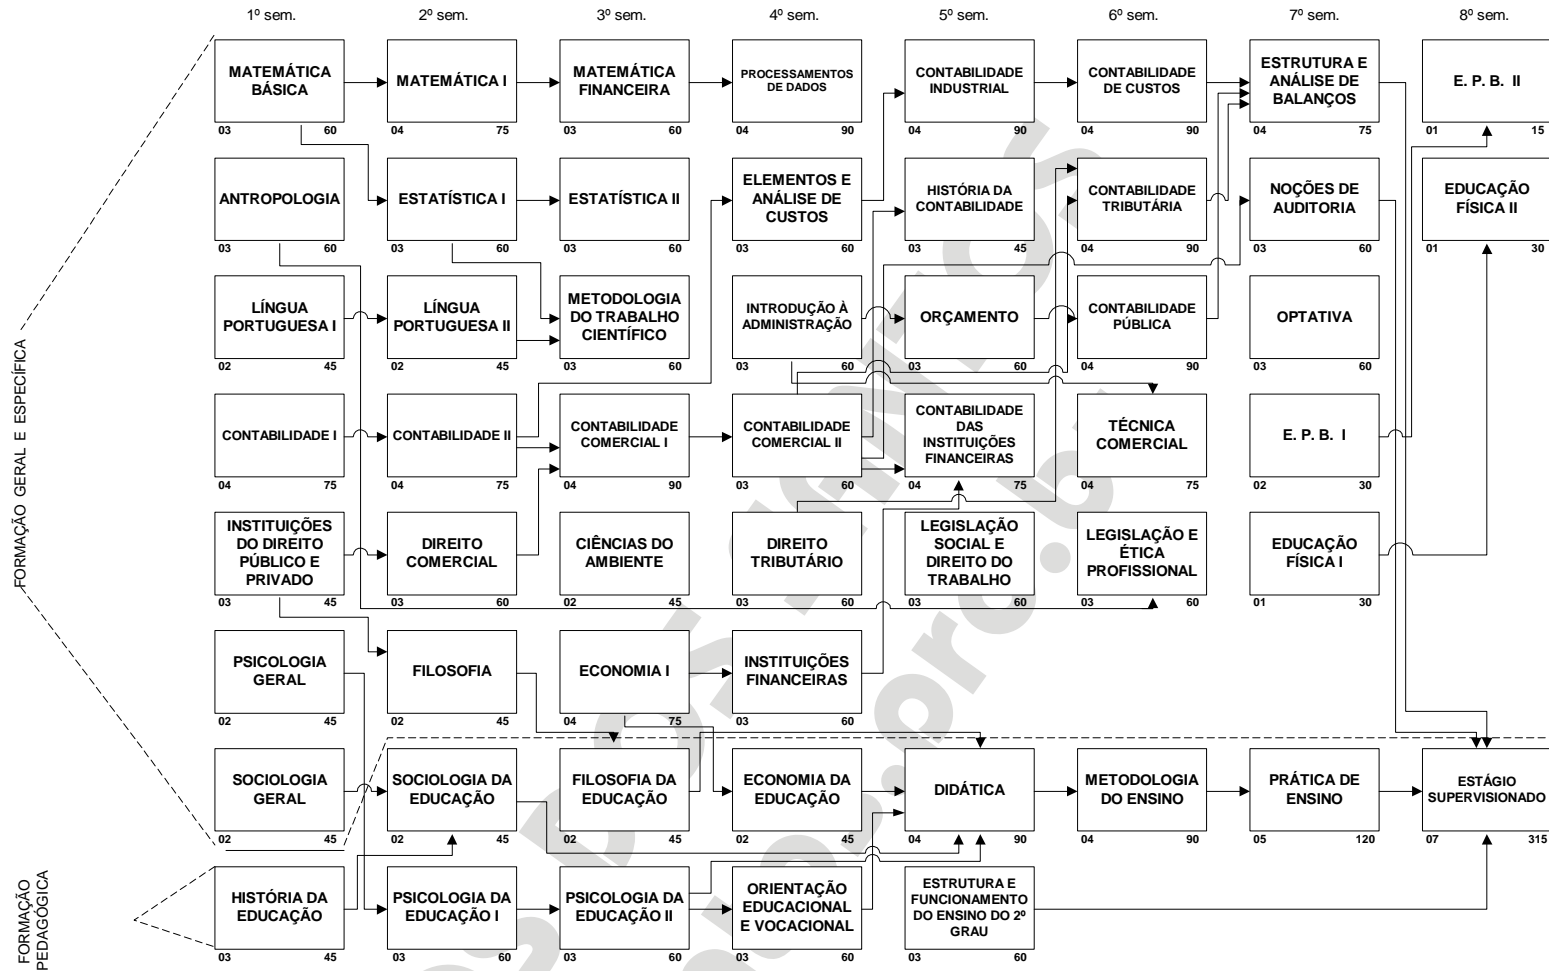 1º sem. 2º sem. 3º sem. 4º sem. 5º sem. 6º sem. 7º sem. 8º sem.
FORMAÇÃO GERAL E ESPECÍFICA
MATEMÁTICA
BÁSICA
03 60
MATEMÁTICA I
04 75
MATEMÁTICA
FINANCEIRA
03 60
PROCESSAMENTOS
DE DADOS
04 90
CONTABILIDADE
INDUSTRIAL
04 90
CONTABILIDADE
DE CUSTOS
04 90
ESTRUTURA E
ANÁLISE DE
BALANÇOS
04 75
E. P. B. II
01 15
ANTROPOLOGIA
03 60
ESTATÍSTICA I
03 60
ESTATÍSTICA II
03 60
ELEMENTOS E
ANÁLISE DE
CUSTOS
03 60
HISTÓRIA DA
CONTABILIDADE
03 45
CONTABILIDADE
TRIBUTÁRIA
04 90
NOÇÕES DE
AUDITORIA
03 60
EDUCAÇÃO
FÍSICA II
01 30
LÍNGUA
PORTUGUESA I
02 45
LÍNGUA
PORTUGUESA II
02 45
METODOLOGIA
DO TRABALHO
CIENTÍFICO
03 60
INTRODUÇÃO À
ADMINISTRAÇÃO
03 60
ORÇAMENTO
03 60
CONTABILIDADE
PÚBLICA
04 90
OPTATIVA
03 60
CONTABILIDADE I
04 75
CONTABILIDADE II
04 75
CONTABILIDADE
COMERCIAL I
04 90
CONTABILIDADE
COMERCIAL II
03 60
CONTABILIDADE
DAS
INSTITUIÇÕES
FINANCEIRAS
04 75
TÉCNICA
COMERCIAL
04 75
E. P. B. I
02 30
INSTITUIÇÕES
DO DIREITO
PÚBLICO E
PRIVADO
03 45
DIREITO
COMERCIAL
03 60
CIÊNCIAS DO
AMBIENTE
02 45
DIREITO
TRIBUTÁRIO
03 60
LEGISLAÇÃO
SOCIAL E
DIREITO DO
TRABALHO
03 60
LEGISLAÇÃO E
ÉTICA
PROFISSIONAL
03 60
EDUCAÇÃO
FÍSICA I
01 30
PSICOLOGIA
GERAL
02 45
FILOSOFIA
02 45
ECONOMIA I
04 75
INSTITUIÇÕES
FINANCEIRAS
03 60
SOCIOLOGIA
GERAL
02 45
SOCIOLOGIA DA
EDUCAÇÃO
02 45
FILOSOFIA DA
EDUCAÇÃO
02 45
ECONOMIA DA
EDUCAÇÃO
02 45
DIDÁTICA
04 90
METODOLOGIA
DO ENSINO
04 90
PRÁTICA DE
ENSINO
05 120
ESTÁGIO
SUPERVISIONADO
07 315
FORMAÇÃO
PEDAGÓGICA
HISTÓRIA DA
EDUCAÇÃO
03 45
PSICOLOGIA DA
EDUCAÇÃO I
03 60
PSICOLOGIA DA
EDUCAÇÃO II
03 60
ORIENTAÇÃO
EDUCACIONAL
E VOCACIONAL
03 60
ESTRUTURA E
FUNCIONAMENTO
DO ENSINO DO 2º
GRAU
03 60